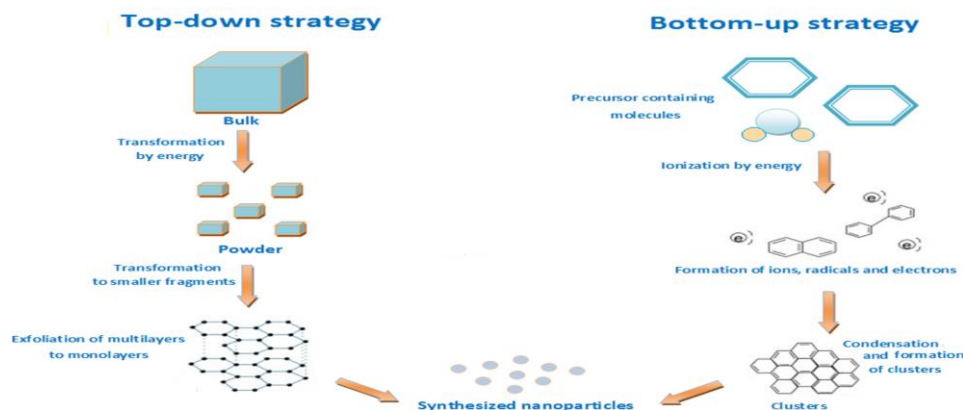 Top-down strategy
Bulk
Transformation
by energy
Powder
Transformation
to smaller fragments
Exfoliation of multilayers
to monolayers
Bottom-up strategy
Precursor containing
molecules
Ionization by energy
e
e
e
Formation of ions, radicals and electrons
Condensation
and formation
of clusters
Clusters
Synthesized nanoparticles